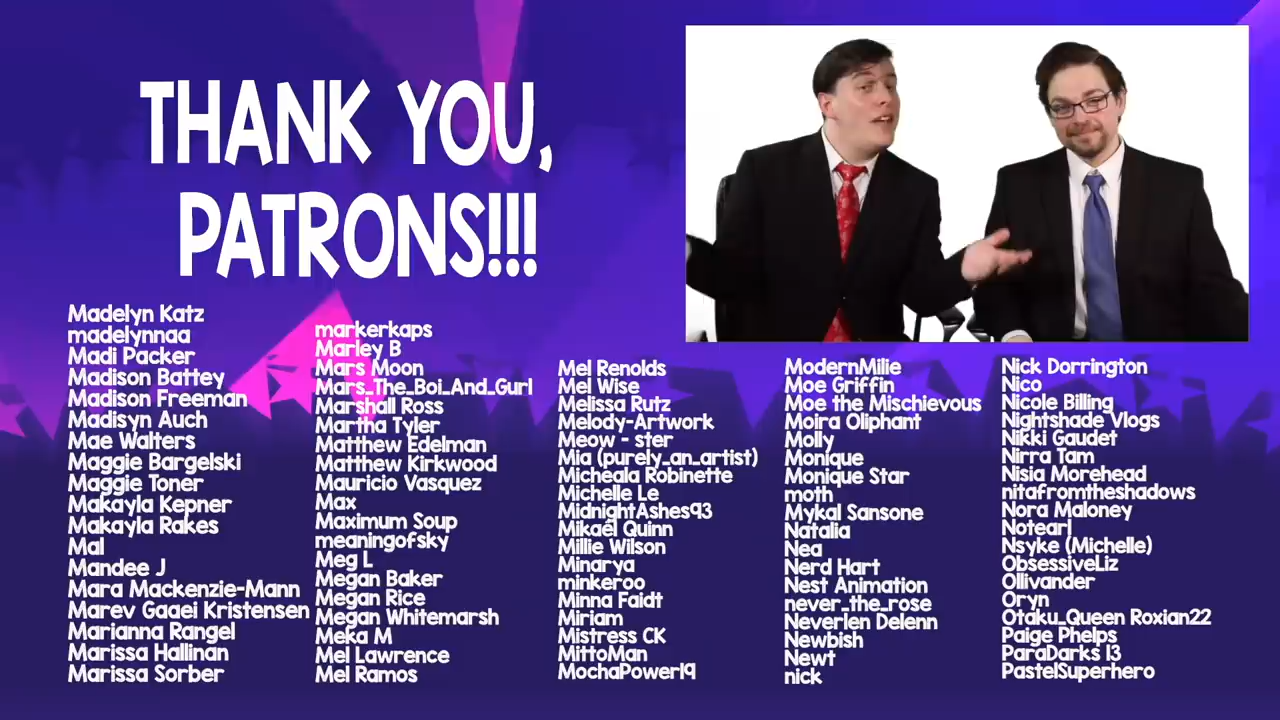 THANK YOU,
PATRONS!!!
Madelyn Katz
madelynnaa
Madi Packer
Madison Battey
Madison Freeman
Madisyn Auch
Mae Walters
Maggie Bargelski
Maggie Toner
Makayla Kepner
Makayla Rakes
Mal
Mandee J
Mara Mackenzie-Mann
Marev Gaaei Kristensen
Marianna Rangel
Marissa Hallinan
Marissa Sorber
markerkaps
Marley B
Mars Moon
Mars_The_Boi_And_Gurl
Marshall Ross
Martha Tyler
Matthew Edelman
Matthew Kirkwood
Mauricio Vasquez
Max
Maximum Soup
meaningofsky
Meg L
Megan Baker
Megan Rice
Megan Whitemarsh
Meka M
Mel Lawrence
Mel Ramos
Mel Renolds
Mel Wise
Melissa Rutz
Melody-Artwork
Meow - ster
Mia (purely_an_artist)
Micheala Robinette
Michelle Le
MidnightAshes93
Mikael Quinn
Millie Wilson
Minarya
minkeroo
Minna Faidt
Miriam
Mistress CK
MittoMan
MochaPower19
ModernMilie
Moe Griffin
Moe the Mischievous
Moira Oliphant
Molly
Monique
Monique Star
moth
Mykal Sansone
Natalia
Nea
Nerd Hart
Nest Animation
never_the_rose
Neverlen Delenn
Newbish
Newt
nick
Nick Dorrington
Nico
Nicole Billing
Nightshade Vlogs
Nikki Gaudet
Nirra Tam
Nisia Morehead
nitafromtheshadows
Nora Maloney
Notearl
Nsyke (Michelle)
ObsessiveLiz
Ollivander
Oryn
Otaku_Queen Roxian22
Paige Phelps
ParaDarks 13
PastelSuperhero